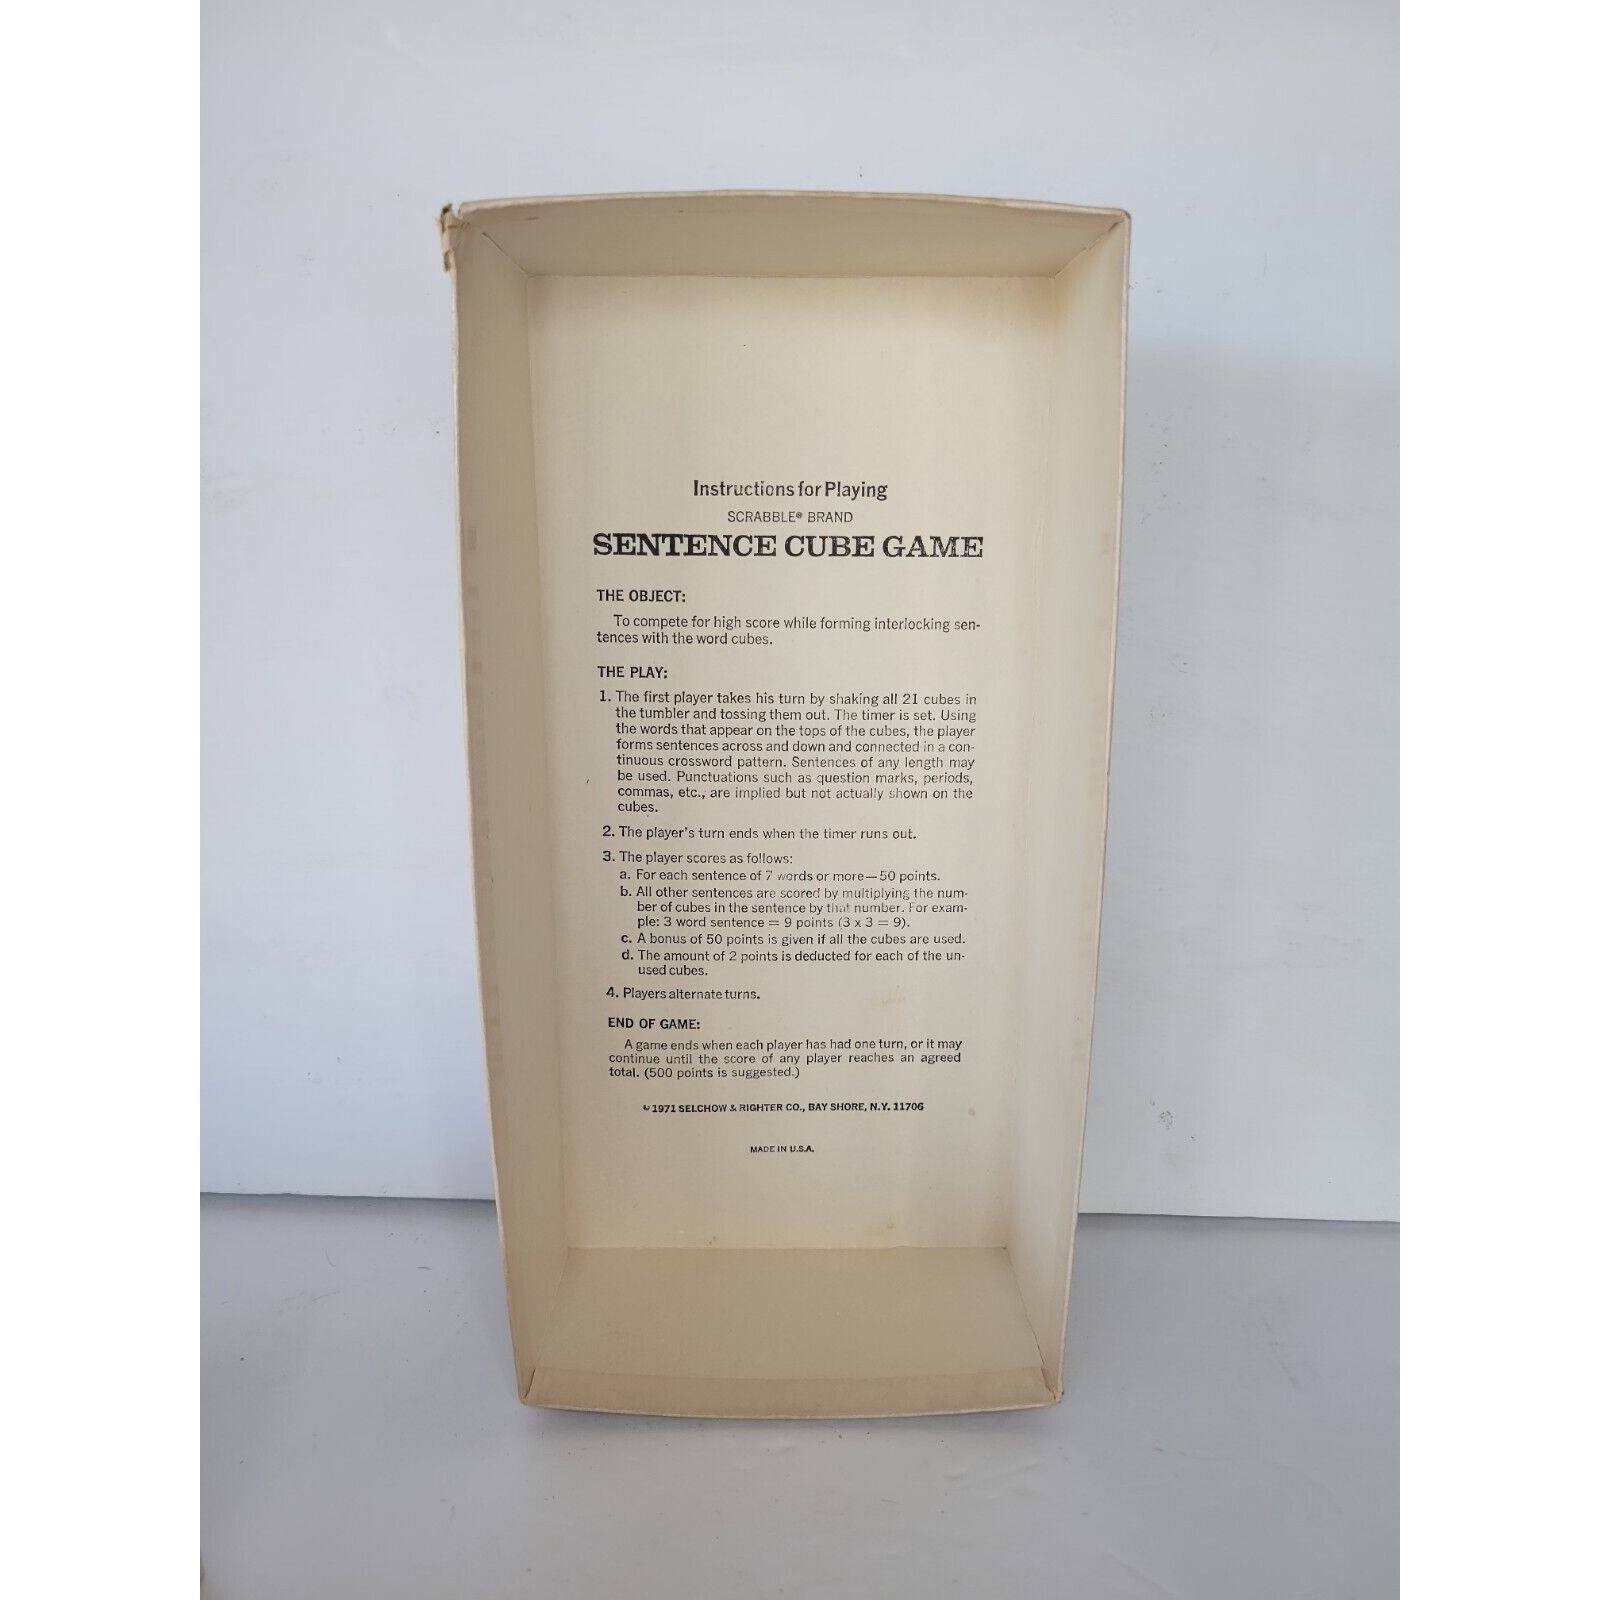 Instructions for Playing
SCRABBLE® BRAND
SENTENCE CUBE GAME
THE OBJECT:
To compete for high score while forming interlocking sen-
tences with the word cubes.
THE PLAY:
1. The first player takes his turn by shaking all 21 cubes in
the tumbler and tossing them out. The timer is set. Using
the words that appear on the tops of the cubes, the player
forms sentences across and down and connected in a con-
tinuous crossword pattern. Sentences of any length may
be used. Punctuations such as question marks, periods,
commas, etc., are implied but not actually shown on the
cubes.
2. The player's turn ends when the timer runs out.
3. The player scores as follows:
a. For each sentence of 7 words or more—50 points.
b. All other sentences are scored by multiplying the num-
ber of cubes in the sentence by that number. For exam-
ple: 3 word sentence = 9 points (3 x 3 = 9).
c. A bonus of 50 points is given if all the cubes are used.
d. The amount of 2 points is deducted for each of the un-
used cubes.
4. Players alternate turns.
END OF GAME:
A game ends when each player has had one turn, or it may
continue until the score of any player reaches an agreed
total. (500 points is suggested.)
© 1971 SELCHOW & RIGHTER CO., BAY SHORE, N.Y. 11706
MADE IN U.S.A.